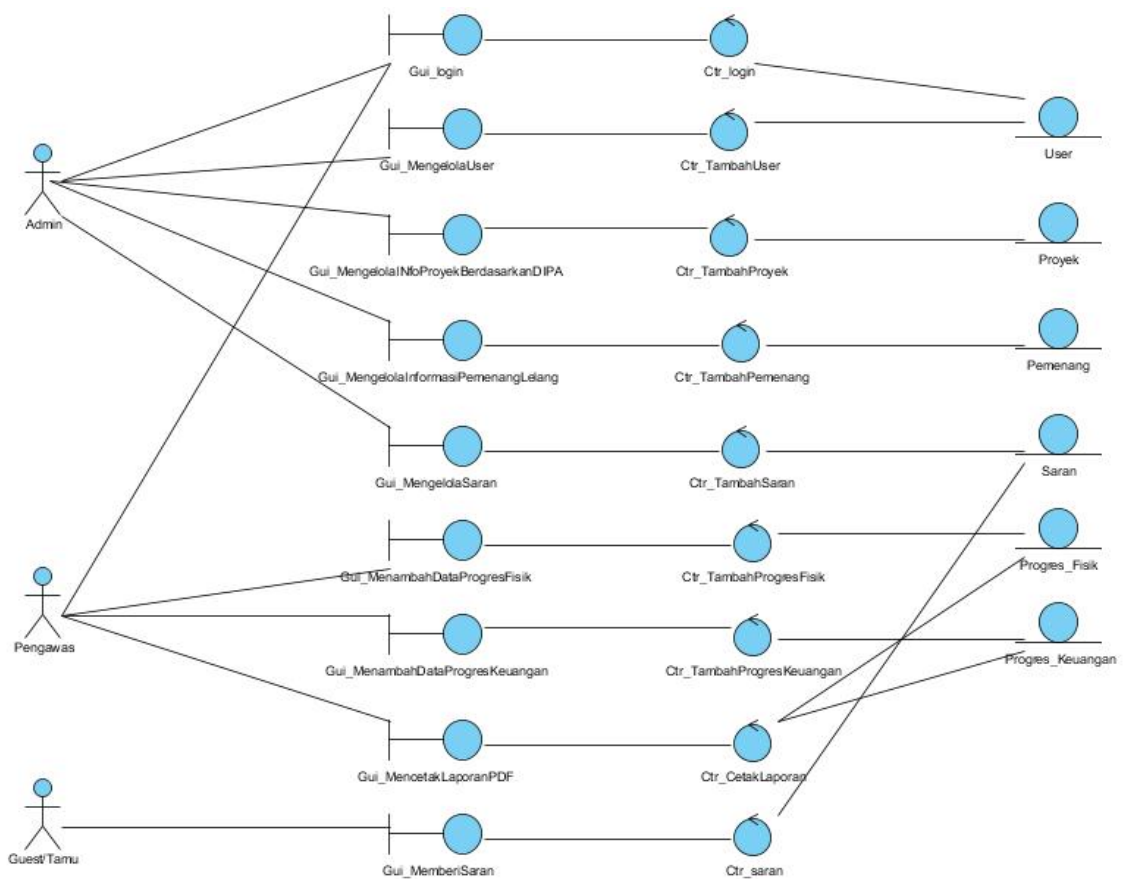 Gui_login
Ctr_login
User
Gui_MengelolaUser
Ctr_TambahUser
Admin
Gui_MengelolaINfoProyekBerdasarkanDIPA
Ctr_TambahProyek
Proyek
Gui_MengelolaInformasiPemenangLelang
Ctr_TambahPemenang
Pemenang
Gui_MengelolaSaran
Ctr_TambahSaran
Saran
Gui_MenambahDataProgresFisik
Ctr_TambahProgresFisik
Progres_Fisik
Pengawas
Gui_MenambahDataProgresKeuangan
Ctr_TambahProgresKeuangan
Progres_Keuangan
Gui_MencetakLaporanPDF
Ctr_CetakLaporan
Guest/Tamu
Gui_MemberiSaran
Ctr_saran